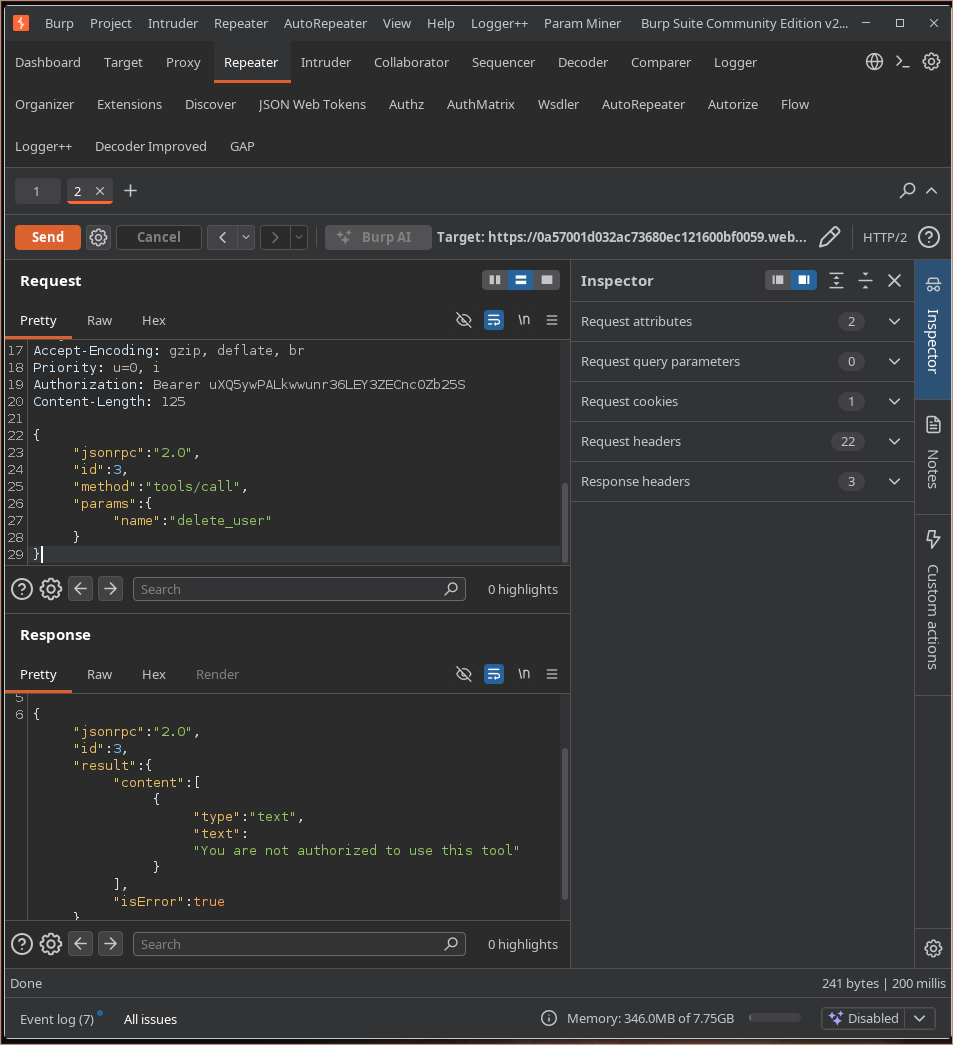 Burp Project Intruder Repeater AutoRepeater View Help Logger++ Param Miner Burp Suite Community Edition v2...
Dashboard Target Proxy Repeater Intruder Collaborator Sequencer Decoder Comparer Logger
Organizer Extensions Discover JSON Web Tokens Authz AuthMatrix Wsdler AutoRepeater Autorize Flow
Logger++ Decoder Improved GAP
1 2
Send Cancel Burp AI Target: https://0a57001d032ac73680ec121600bf0059.web... HTTP/2
Request
Pretty Raw Hex \n
17 Accept-Encoding: gzip, deflate, br
18 Priority: u=0, i
19 Authorization: Bearer uXQ5ywPALkwwunr36LEY3ZECncOZb25S
20 Content-Length: 125
21
22 {
23 "jsonrpc":"2.0",
24 "id":3,
25 "method":"tools/call",
26 "params":{
27 "name":"delete_user"
28 }
29 }
Search 0 highlights
Response
Pretty Raw Hex Render \n
5
6 {
"jsonrpc":"2.0",
"id":3,
"result":{
"content":[
{
"type":"text",
"text":
"You are not authorized to use this tool"
}
],
"isError":true
}
Search 0 highlights
Inspector
Request attributes 2
Request query parameters 0
Request cookies 1
Request headers 22
Response headers 3
Inspector
Notes
Custom actions
Done 241 bytes | 200 millis
Event log (7) All issues Memory: 346.0MB of 7.75GB Disabled